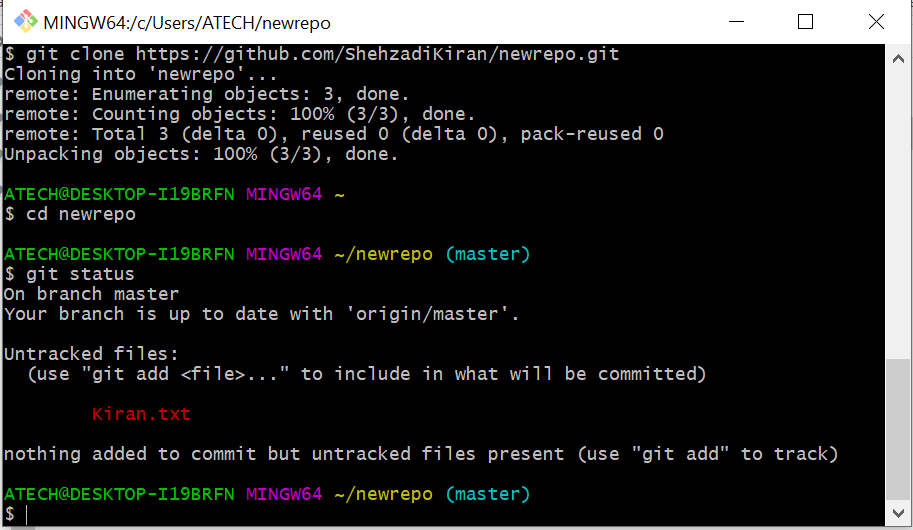 MINGW64:/c/Users/ATECH/newrepo
$ git clone https://github.com/ShehzadiKiran/newrepo.git
Cloning into 'newrepo'...
remote: Enumerating objects: 3, done.
remote: Counting objects: 100% (3/3), done.
remote: Total 3 (delta 0), reused 0 (delta 0), pack-reused 0
Unpacking objects: 100% (3/3), done.
ATECH@DESKTOP-I19BRFN MINGW64 ~
$ cd newrepo
ATECH@DESKTOP-I19BRFN MINGW64 ~/newrepo (master)
$ git status
On branch master
Your branch is up to date with 'origin/master'.
Untracked files:
(use "git add <file>..." to include in what will be committed)
Kiran.txt
nothing added to commit but untracked files present (use "git add" to track)
ATECH@DESKTOP-I19BRFN MINGW64 ~/newrepo (master)
$